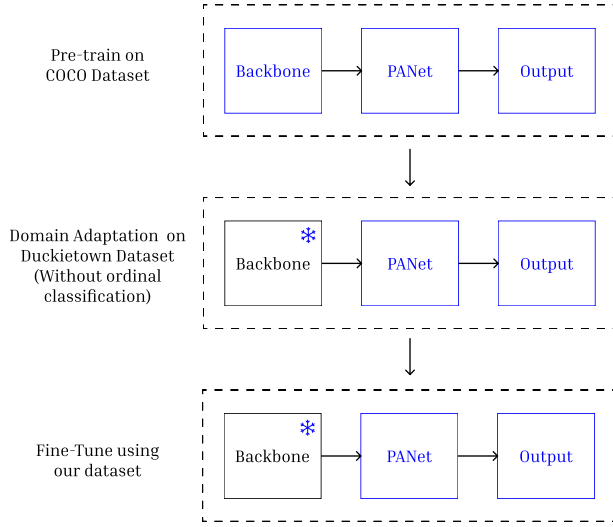 Pre-train on
COCO Dataset
Backbone
PANet
Output
Domain Adaptation on
Duckietown Dataset
(Without ordinal
classification)
Backbone
PANet
Output
Fine-Tune using
our dataset
Backbone
PANet
Output